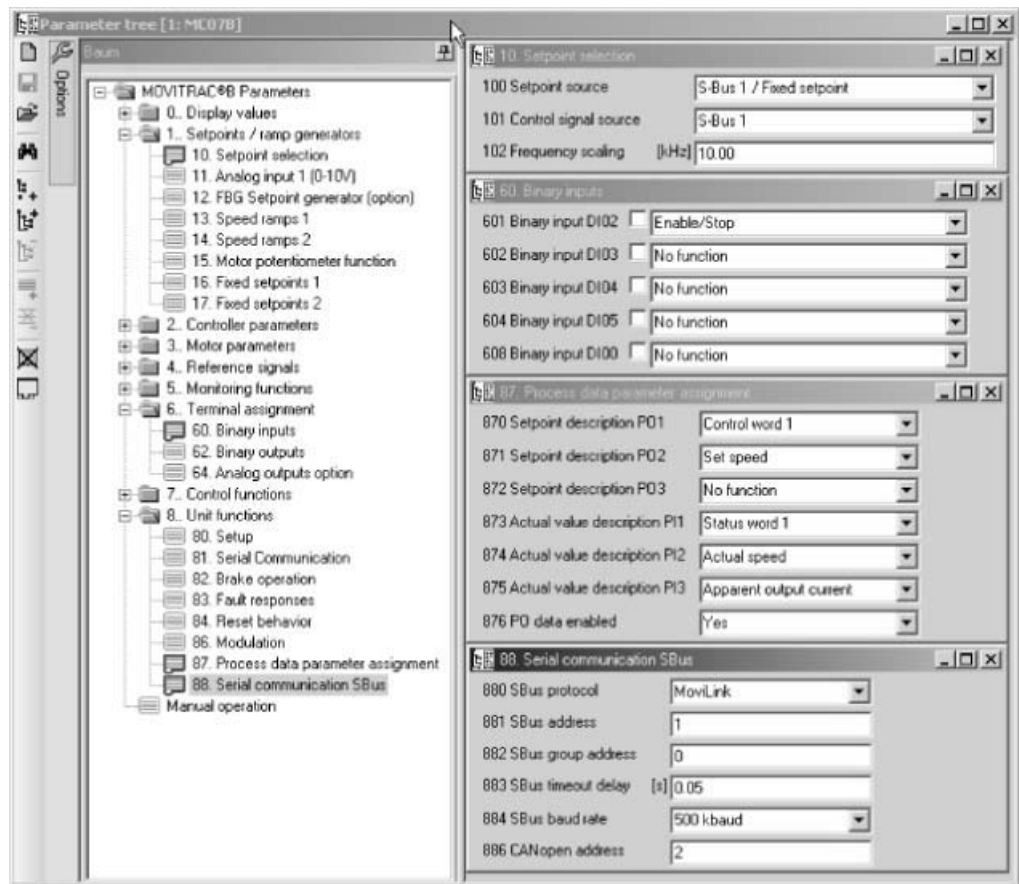 Parameter tree [1: MC07B]
Options
Baum
MOVITRAC®B Parameters
0.. Display values
1.. Setpoints / ramp generators
10. Setpoint selection
11. Analog input 1 (0-10V)
12. FBG Setpoint generator (option)
13. Speed ramps 1
14. Speed ramps 2
15. Motor potentiometer function
16. Fixed setpoints 1
17. Fixed setpoints 2
2.. Controller parameters
3.. Motor parameters
4.. Reference signals
5.. Monitoring functions
6.. Terminal assignment
60. Binary inputs
62. Binary outputs
64. Analog outputs option
7.. Control functions
8.. Unit functions
80. Setup
81. Serial Communication
82. Brake operation
83. Fault responses
84. Reset behavior
86. Modulation
87. Process data parameter assignment
88. Serial communication SBus
Manual operation
10. Setpoint selection
100 Setpoint source S-Bus 1 / Fixed setpoint
101 Control signal source S-Bus 1
102 Frequency scaling [kHz] 10.00
60. Binary inputs
601 Binary input DI02 Enable/Stop
602 Binary input DI03 No function
603 Binary input DI04 No function
604 Binary input DI05 No function
608 Binary input DI00 No function
87. Process data parameter assignment
870 Setpoint description PO1 Control word 1
871 Setpoint description PO2 Set speed
872 Setpoint description PO3 No function
873 Actual value description PI1 Status word 1
874 Actual value description PI2 Actual speed
875 Actual value description PI3 Apparent output current
876 PO data enabled Yes
88. Serial communication SBus
880 SBus protocol MoviLink
881 SBus address 1
882 SBus group address 0
883 SBus timeout delay [s] 0.05
884 SBus baud rate 500 kbaud
886 CANopen address 2